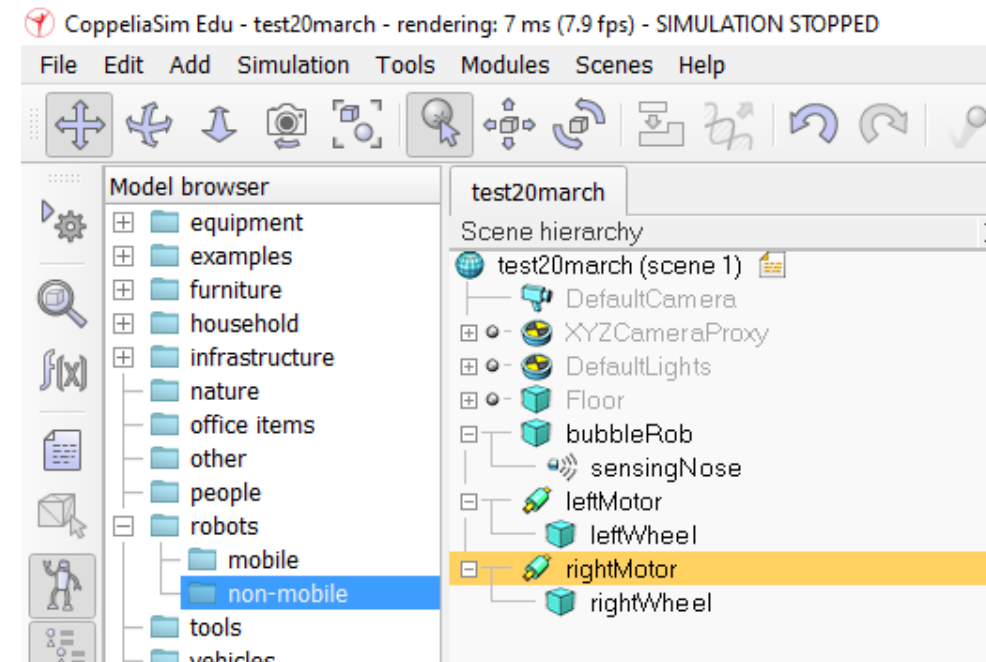 CoppeliaSim Edu - test20march - rendering: 7 ms (7.9 fps) - SIMULATION STOPPED
File Edit Add Simulation Tools Modules Scenes Help
Model browser
equipment
examples
furniture
household
infrastructure
nature
office items
other
people
robots
mobile
non-mobile
tools
vehicles
f(x)
test20march
Scene hierarchy
test20march (scene 1)
DefaultCamera
XYZCameraProxy
DefaultLights
Floor
bubbleRob
sensingNose
leftMotor
leftWheel
rightMotor
rightWheel